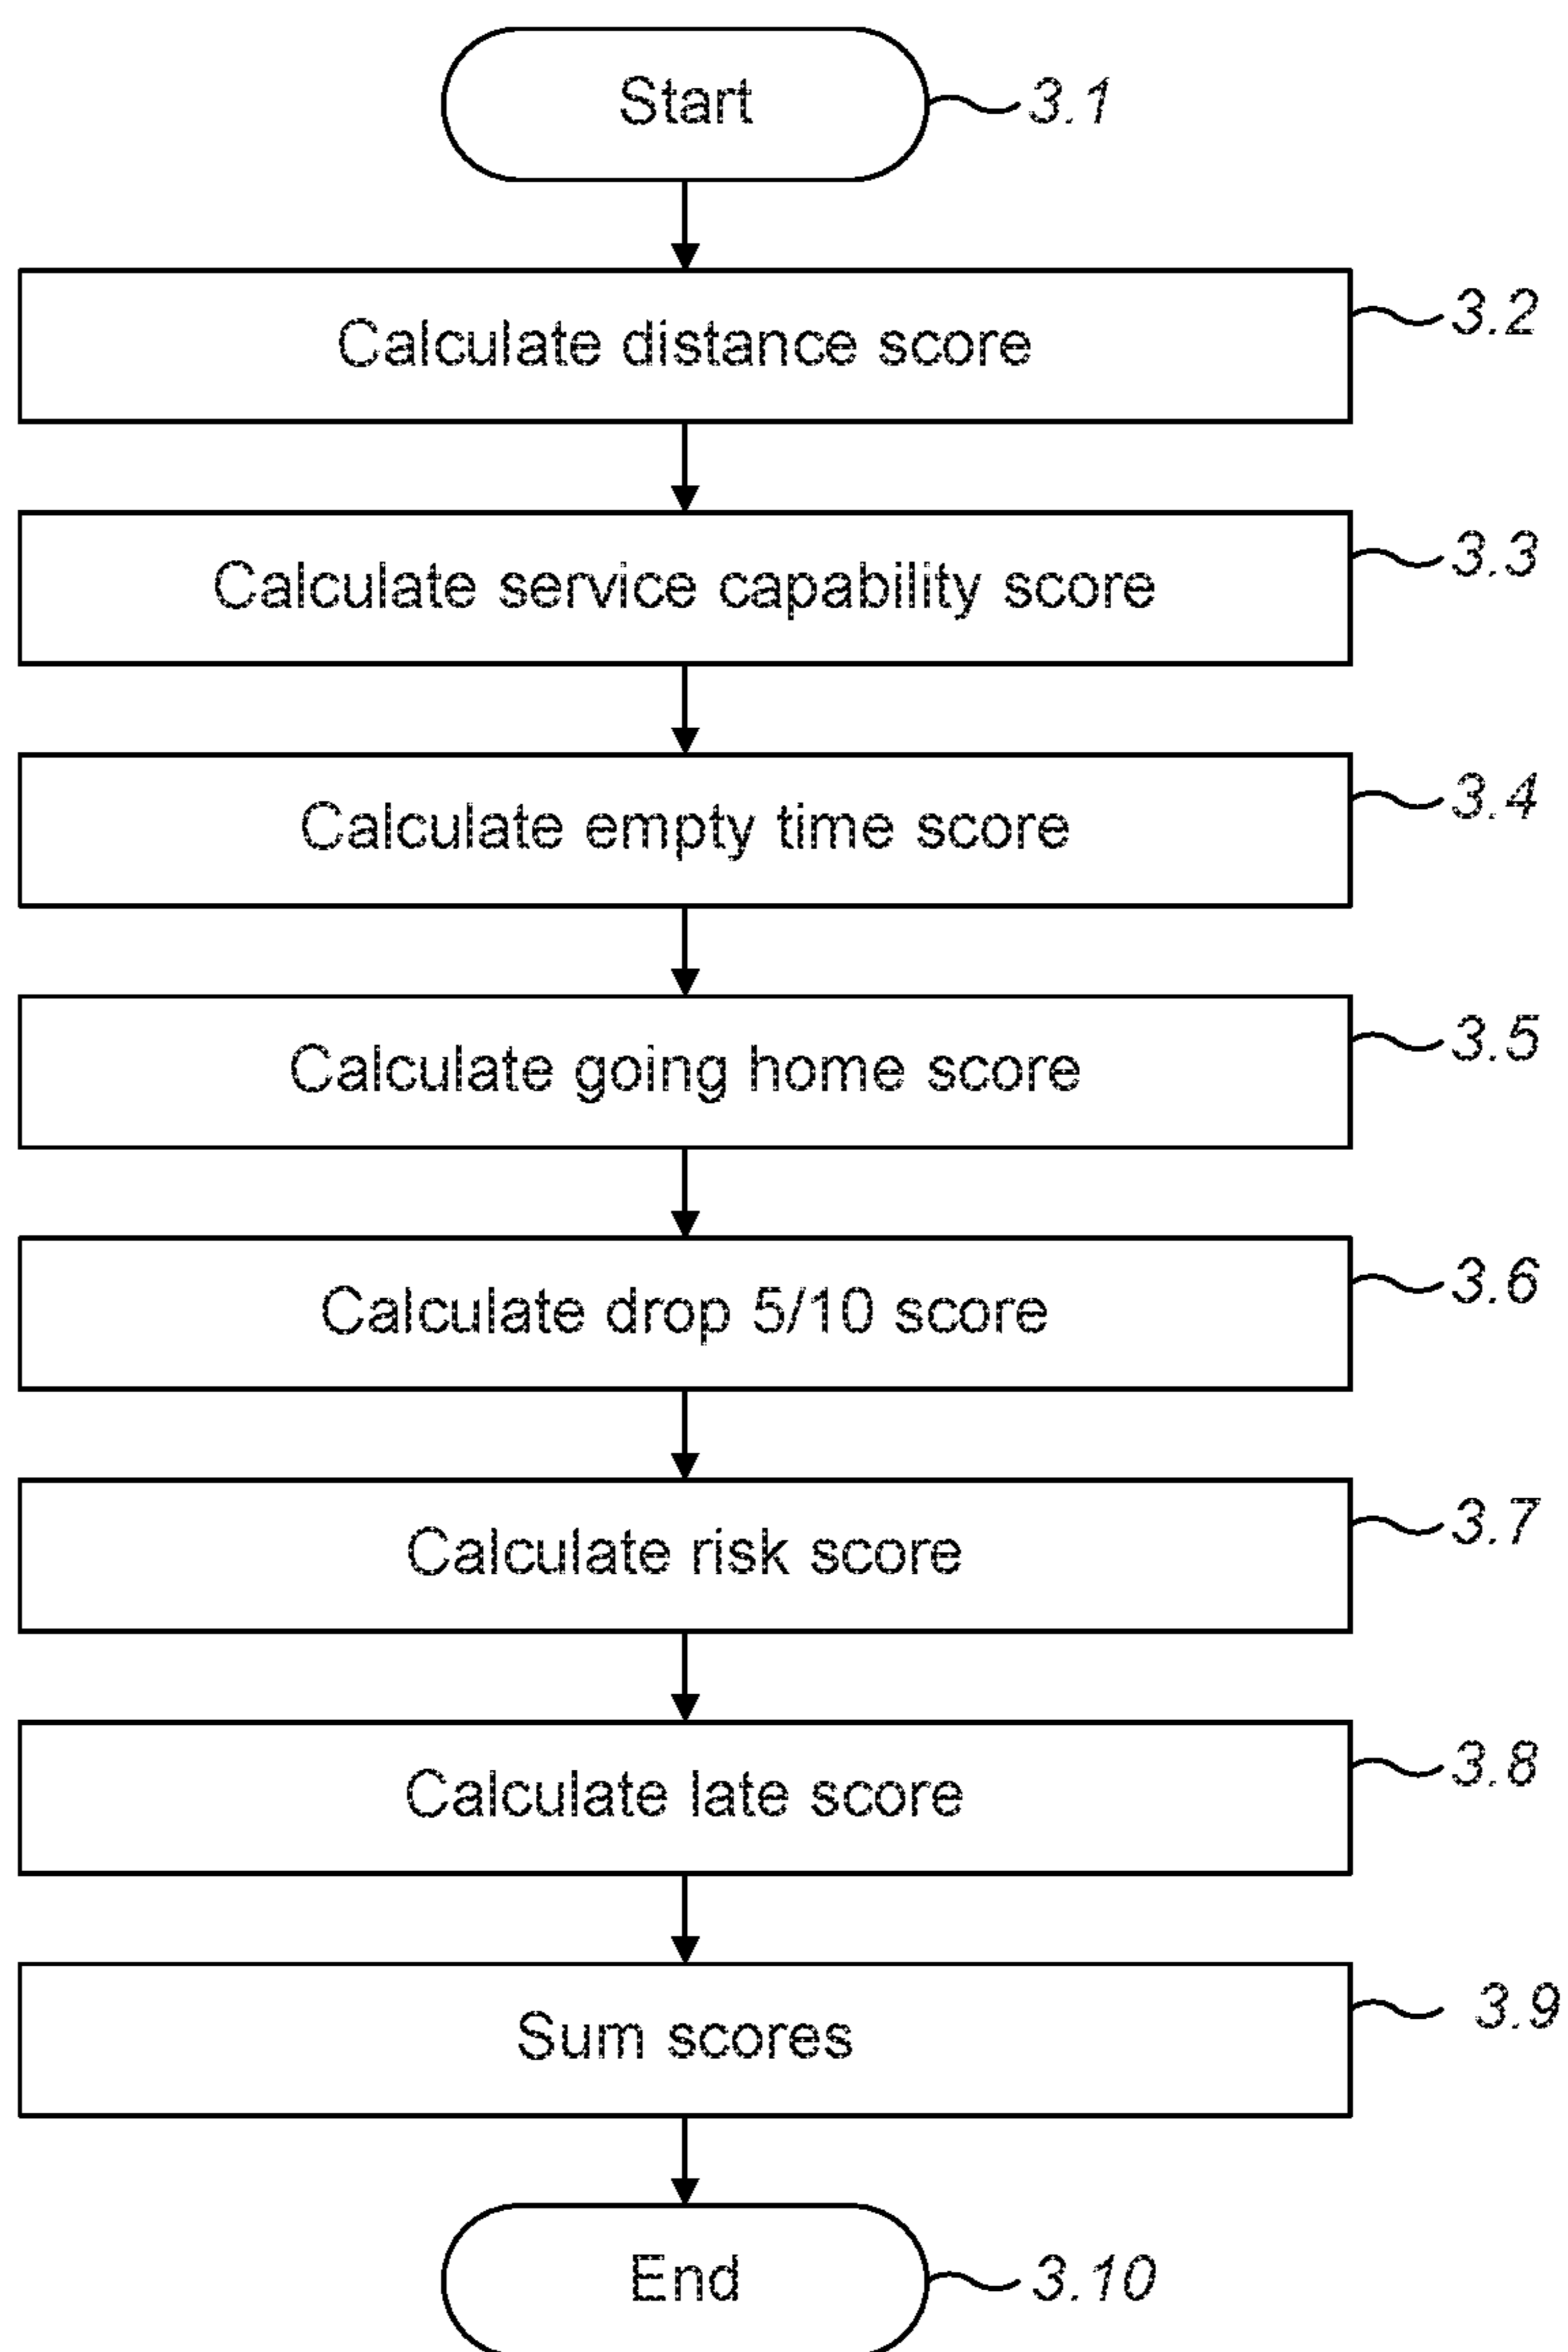 Start 3.1
Calculate distance score 3.2
Calculate service capability score 3.3
Calculate empty time score 3.4
Calculate going home score 3.5
Calculate drop 5/10 score 3.6
Calculate risk score 3.7
Calculate late score 3.8
Sum scores 3.9
End 3.10